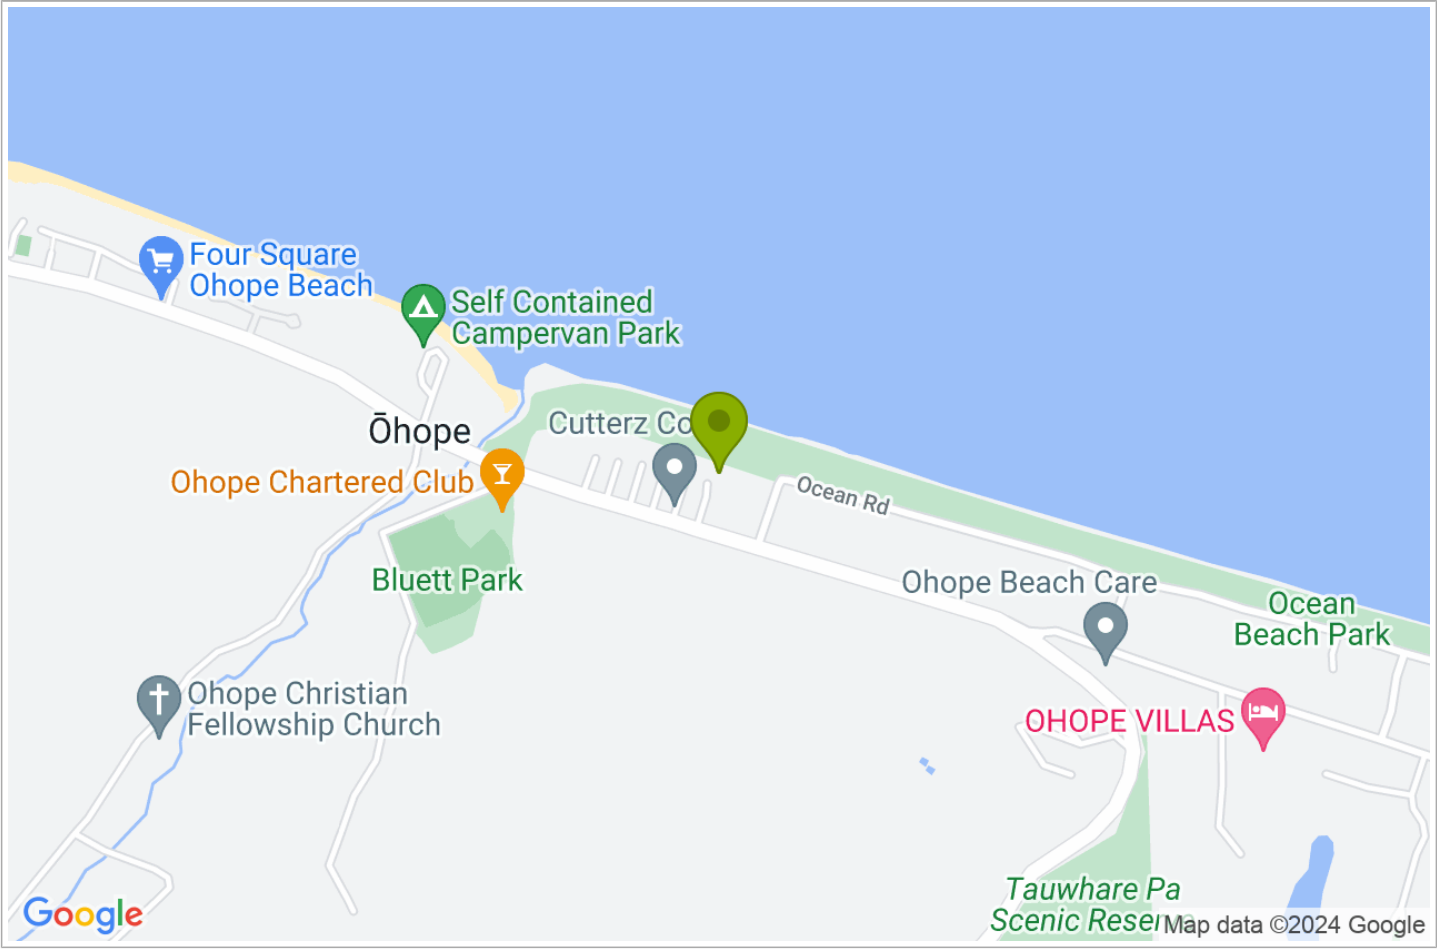 Four Square
Ohope Beach
Self Contained
Campervan Park
Ōhope
Cutterz Co
Ohope Chartered Club
Ocean Rd
Bluett Park
Ohope Beach Care
Ocean
Beach Park
Ohope Christian
Fellowship Church
OHOPE VILLAS
Tauwhare Pa
Scenic Reserve
Google
Map data ©2024 Google